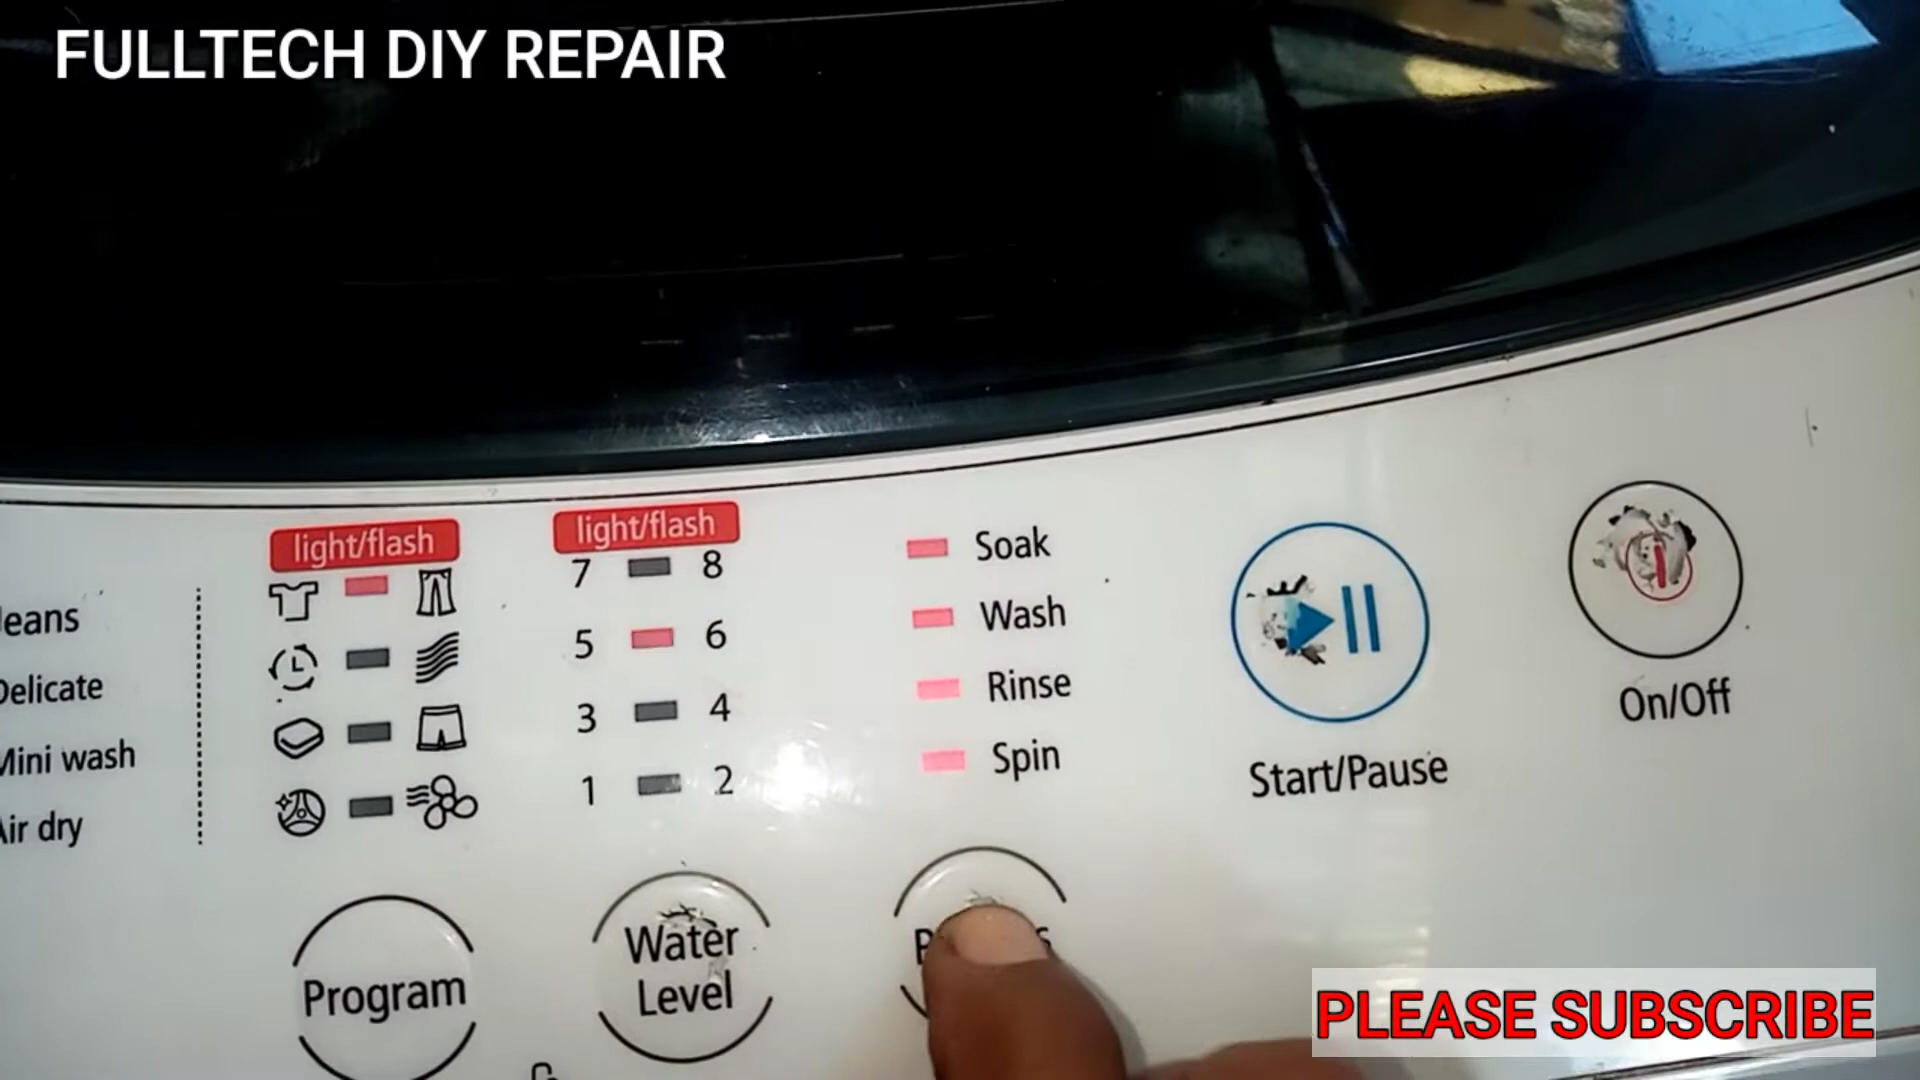 FULLTECH DIY REPAIR
light/flash
light/flash
7 8
5 6
3 4
1 2
Delicate
Mini wash
Air dry
Soak
Wash
Rinse
Spin
Start/Pause
On/Off
Program
Water
Level
PLEASE SUBSCRIBE